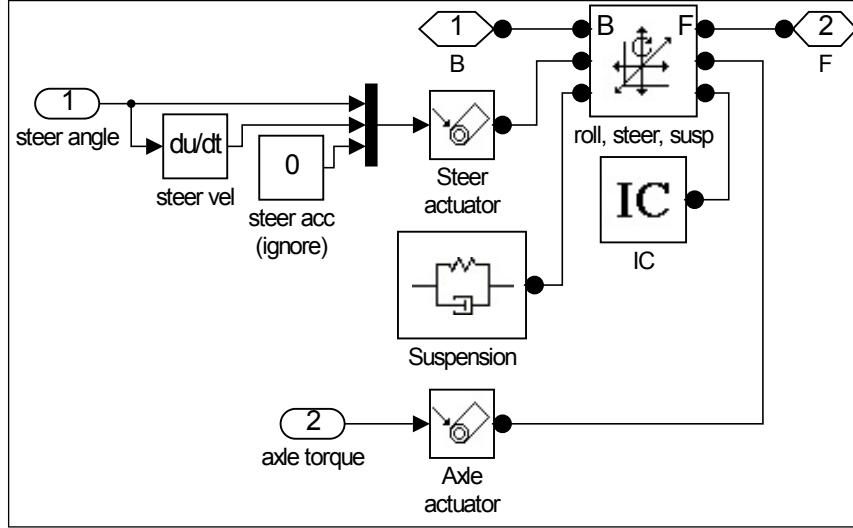 1
B
B
F
2
F
roll, steer, susp
1
steer angle
du/dt
steer vel
0
steer acc
(ignore)
Steer
actuator
IC
IC
Suspension
2
axle torque
Axle
actuator